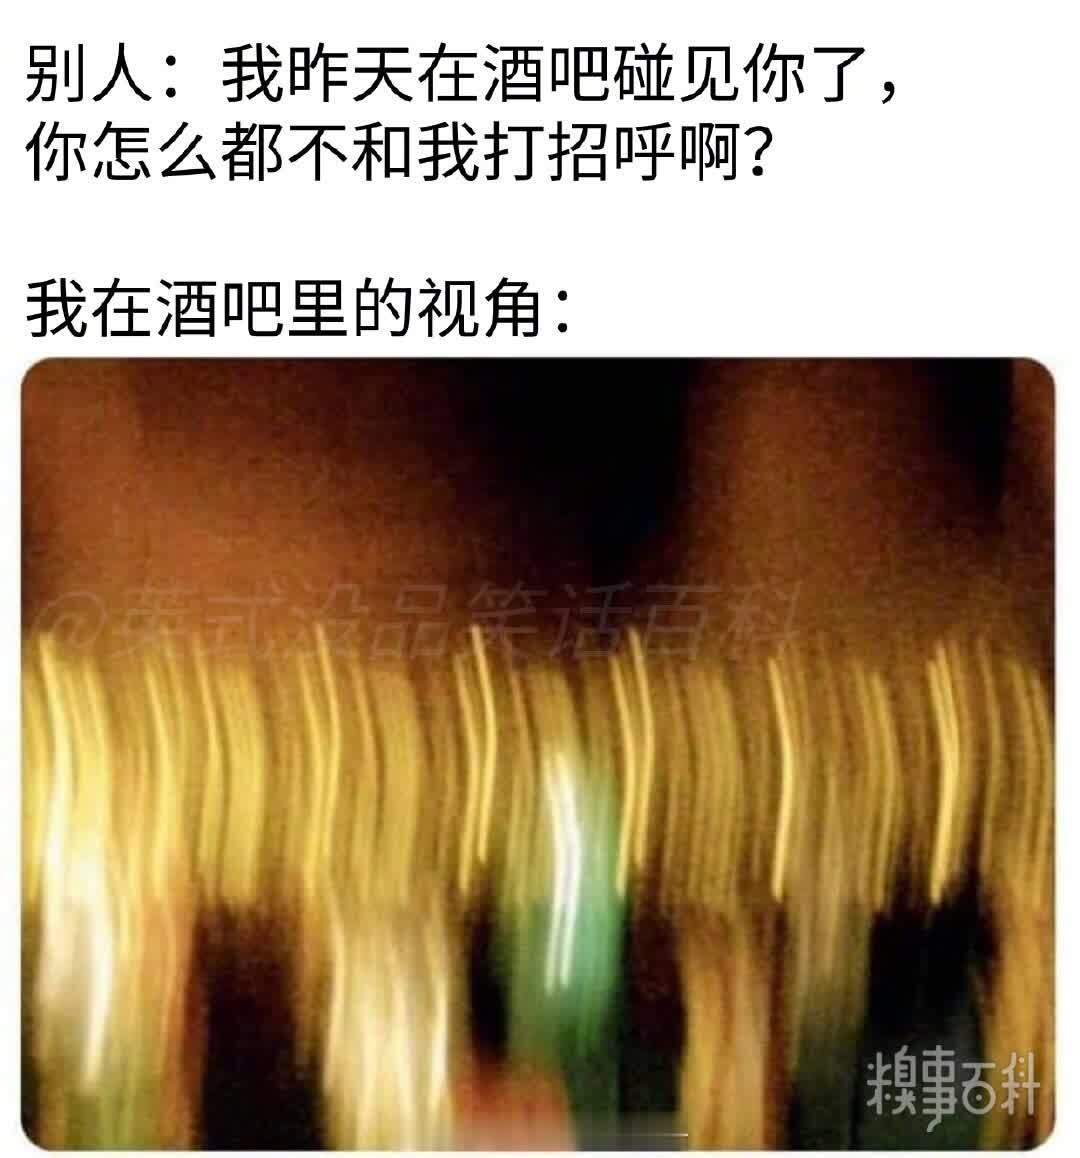 别人：我昨天在酒吧碰见你了，
你怎么都不和我打招呼啊？
我在酒吧里的视角：
@英式没品笑话百科
糗事百科